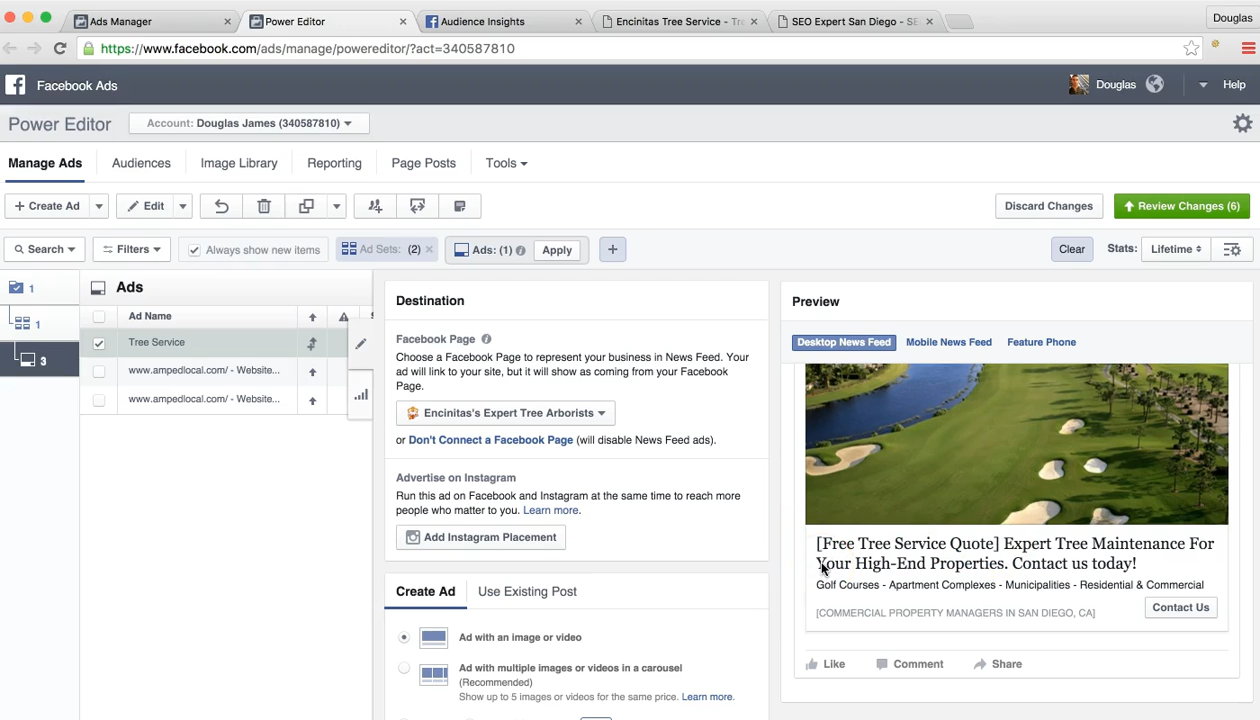 Ads Manager
Power Editor
Audience Insights
Encinitas Tree Service - Tre
SEO Expert San Diego - SE
Douglas
https://www.facebook.com/ads/manage/powereditor/?act=340587810
Facebook Ads
Douglas
Help
Power Editor
Account: Douglas James (340587810)
Manage Ads
Audiences
Image Library
Reporting
Page Posts
Tools
+ Create Ad
Edit
Discard Changes
Review Changes (6)
Search
Filters
Always show new items
Ad Sets: (2)
Ads: (1)
Apply
+
Clear
Stats:
Lifetime
1
1
3
Ads
Ad Name
Tree Service
www.ampedlocal.com/ - Website...
www.ampedlocal.com/ - Website...
Destination
Facebook Page
Choose a Facebook Page to represent your business in News Feed. Your
ad will link to your site, but it will show as coming from your Facebook
Page.
Encinitas's Expert Tree Arborists
or Don't Connect a Facebook Page (will disable News Feed ads).
Advertise on Instagram
Run this ad on Facebook and Instagram at the same time to reach more
people who matter to you. Learn more.
Add Instagram Placement
Create Ad
Use Existing Post
Ad with an image or video
Ad with multiple images or videos in a carousel
(Recommended)
Show up to 5 images or videos for the same price. Learn more.
Preview
Desktop News Feed
Mobile News Feed
Feature Phone
[Free Tree Service Quote] Expert Tree Maintenance For
Your High-End Properties. Contact us today!
Golf Courses - Apartment Complexes - Municipalities - Residential & Commercial
[COMMERCIAL PROPERTY MANAGERS IN SAN DIEGO, CA]
Contact Us
Like
Comment
Share